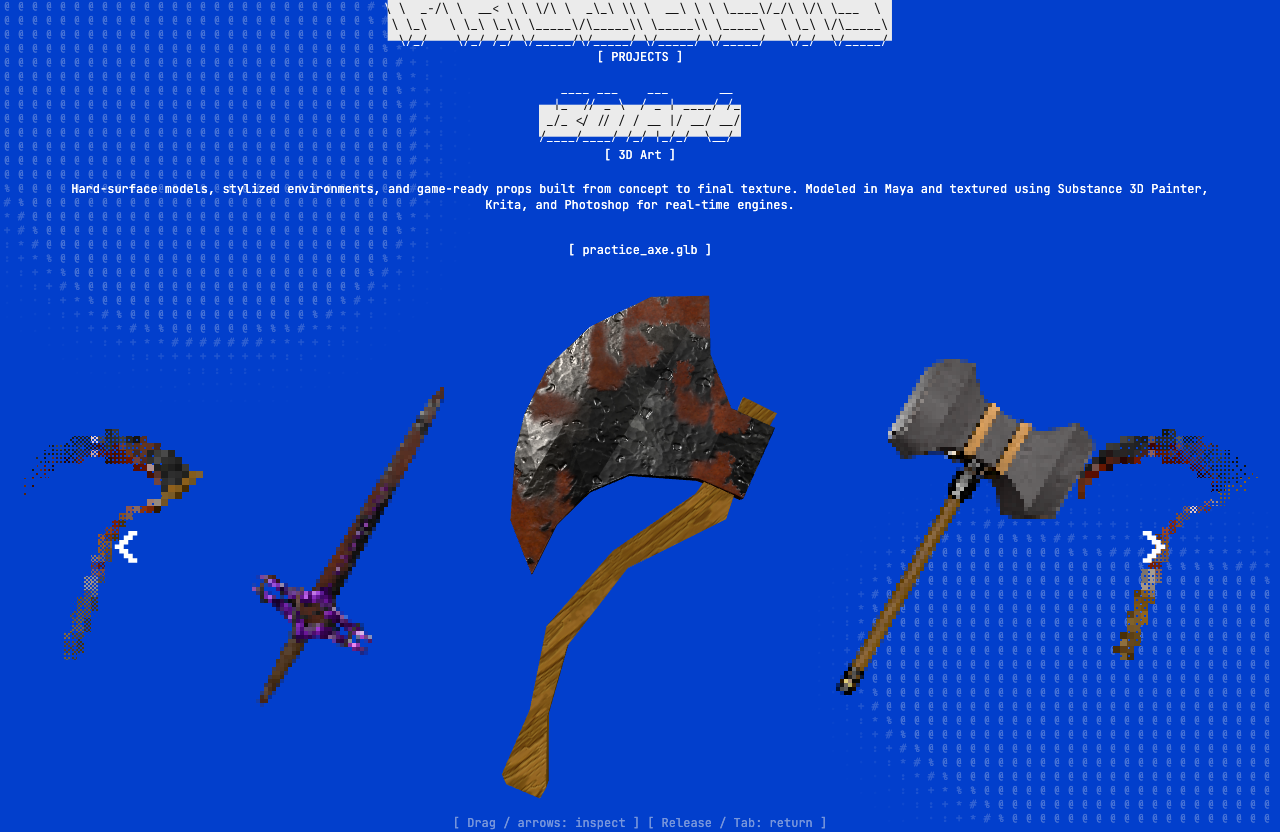 [ PROJECTS ]
[ 3D Art ]
Hard-surface models, stylized environments, and game-ready props built from concept to final texture. Modeled in Maya and textured using Substance 3D Painter,
Krita, and Photoshop for real-time engines.
[ practice_axe.glb ]
[ Drag / arrows: inspect ] [ Release / Tab: return ]